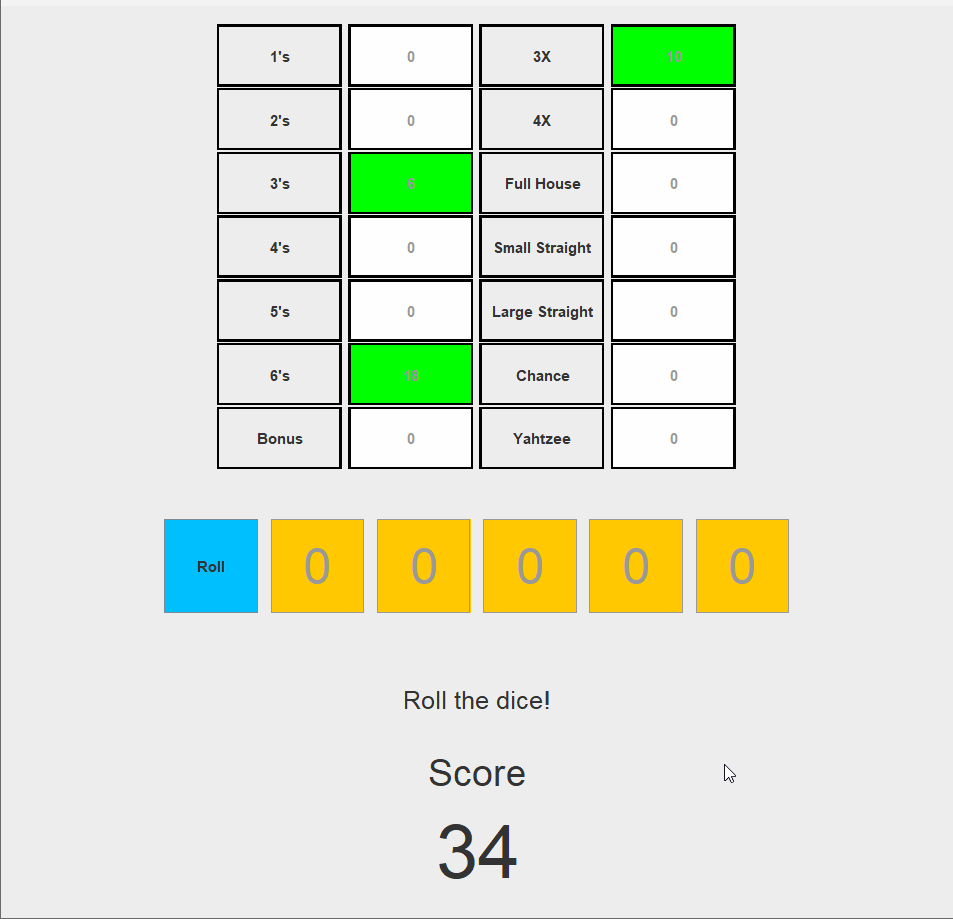 1's 0 3X 10
2's 0 4X 0
3's 6 Full House 0
4's 0 Small Straight 0
5's 0 Large Straight 0
6's 18 Chance 0
Bonus 0 Yahtzee 0
Roll 0 0 0 0 0
Roll the dice!
Score
34